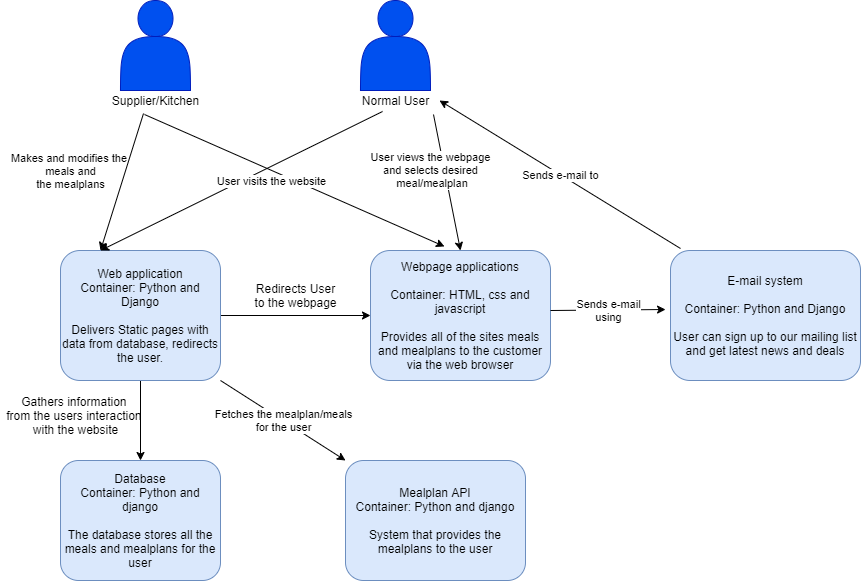 Supplier/Kitchen
Normal User
Makes and modifies the
meals and
the mealplans
User visits the website
User views the webpage
and selects desired
meal/mealplan
Sends e-mail to
Web application
Container: Python and
Django
Delivers Static pages with
data from database, redirects
the user.
Redirects User
to the webpage
Webpage applications
Container: HTML, css and
javascript
Provides all of the sites meals
and mealplans to the customer
via the web browser
Sends e-mail
using
E-mail system
Container: Python and Django
User can sign up to our mailing list
and get latest news and deals
Gathers information
from the users interaction
with the website
Fetches the mealplan/meals
for the user
Database
Container: Python and
django
The database stores all the
meals and mealplans for the
user
Mealplan API
Container: Python and django
System that provides the
mealplans to the user